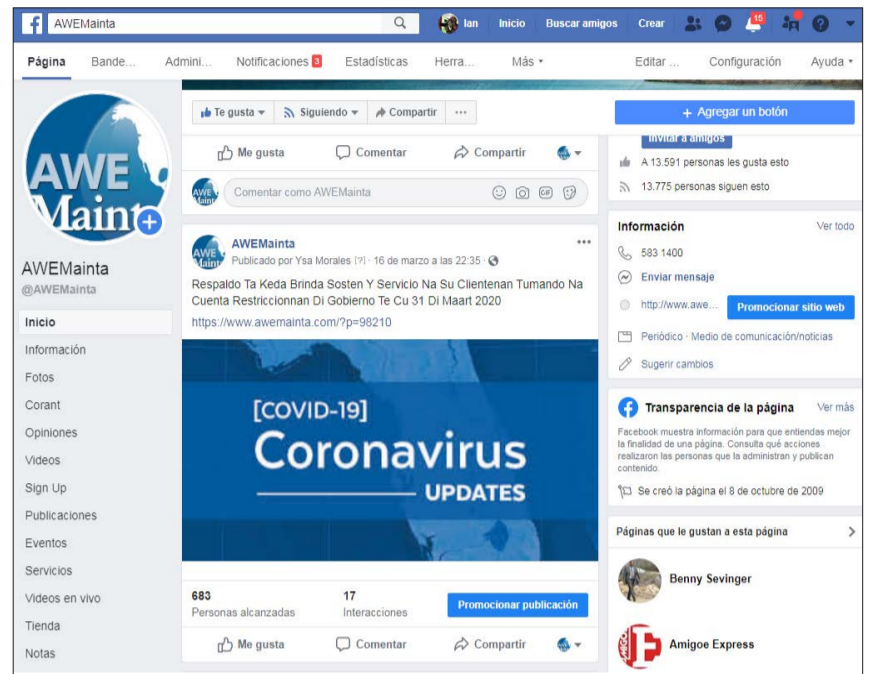 AWEMainta
Ian Inicio Buscar amigos Crear 15
Página Bande... Admini... Notificaciones 3 Estadísticas Herra... Más Editar ... Configuración Ayuda
AWE
Mainta
AWEMainta
@AWEMainta
Inicio
Información
Fotos
Corant
Opiniones
Videos
Sign Up
Publicaciones
Eventos
Servicios
Videos en vivo
Tienda
Notas
Te gusta Siguiendo Compartir ...
+ Agregar un botón
Me gusta Comentar Compartir
Comentar como AWEMainta
GIF
AWEMainta
Publicado por Ysa Morales [?] · 16 de marzo a las 22:35 ·
Respaldo Ta Keda Brinda Sosten Y Servicio Na Su Clientenan Tumando Na
Cuenta Restriccionnan Di Gobierno Te Cu 31 Di Maart 2020
https://www.awemainta.com/?p=98210
[COVID-19]
Coronavirus
UPDATES
683
Personas alcanzadas
17
Interacciones
Promocionar publicación
Me gusta Comentar Compartir
Invitar a amigos
A 13.591 personas les gusta esto
13.775 personas siguen esto
Información Ver todo
583 1400
Enviar mensaje
http://www.awe...
Promocionar sitio web
Periódico · Medio de comunicación/noticias
Sugerir cambios
Transparencia de la página Ver más
Facebook muestra información para que entiendas mejor
la finalidad de una página. Consulta qué acciones
realizaron las personas que la administran y publican
contenido.
Se creó la página el 8 de octubre de 2009
Páginas que le gustan a esta página
Benny Sevinger
Amigoe Express